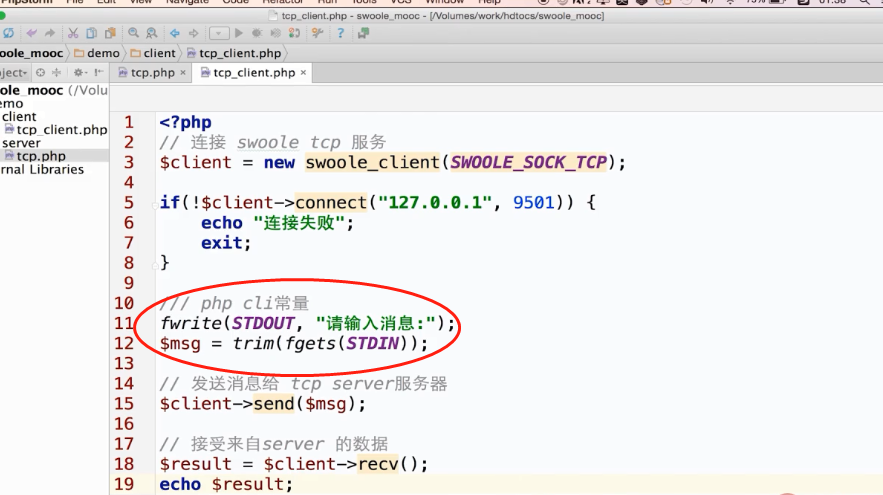 PhpStorm File Edit View Navigate Code Refactor Run Tools VCS Window Help 75% 01:38
tcp_client.php - swoole_mooc - [/Volumes/work/hdtocs/swoole_mooc]
ole_mooc demo client tcp_client.php
ject tcp.php × tcp_client.php ×
ole_mooc (/Volu
emo
client
tcp_client.php
server
tcp.php
rnal Libraries
1 <?php
2 // 连接 swoole tcp 服务
3 $client = new swoole_client(SWOOLE_SOCK_TCP);
4
5 if(!$client->connect("127.0.0.1", 9501)) {
6 echo "连接失败";
7 exit;
8 }
9
10 /// php cli常量
11 fwrite(STDOUT, "请输入消息:");
12 $msg = trim(fgets(STDIN));
13
14 // 发送消息给 tcp server服务器
15 $client->send($msg);
16
17 // 接受来自server 的数据
18 $result = $client->recv();
19 echo $result;